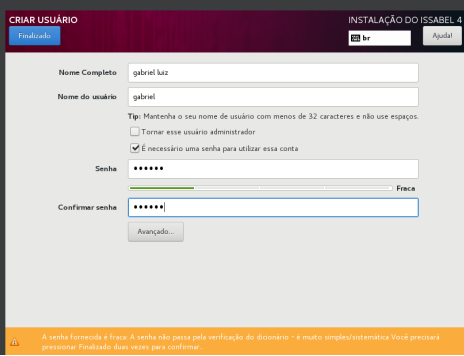 CRIAR USUÁRIO
INSTALAÇÃO DO ISSABEL 4
Finalizado
br
Ajuda!
Nome Completo
gabriel luiz
Nome do usuário
gabriel
Tip: Mantenha o seu nome de usuário com menos de 32 caracteres e não use espaços.
Tornar esse usuário administrador
É necessário uma senha para utilizar essa conta
Senha
••••••
Fraca
Confirmar senha
••••••
Avançado...
A senha fornecida é fraca: A senha não passa pela verificação do dicionário - é muito simples/sistemática Você precisará
pressionar Finalizado duas vezes para confirmar...